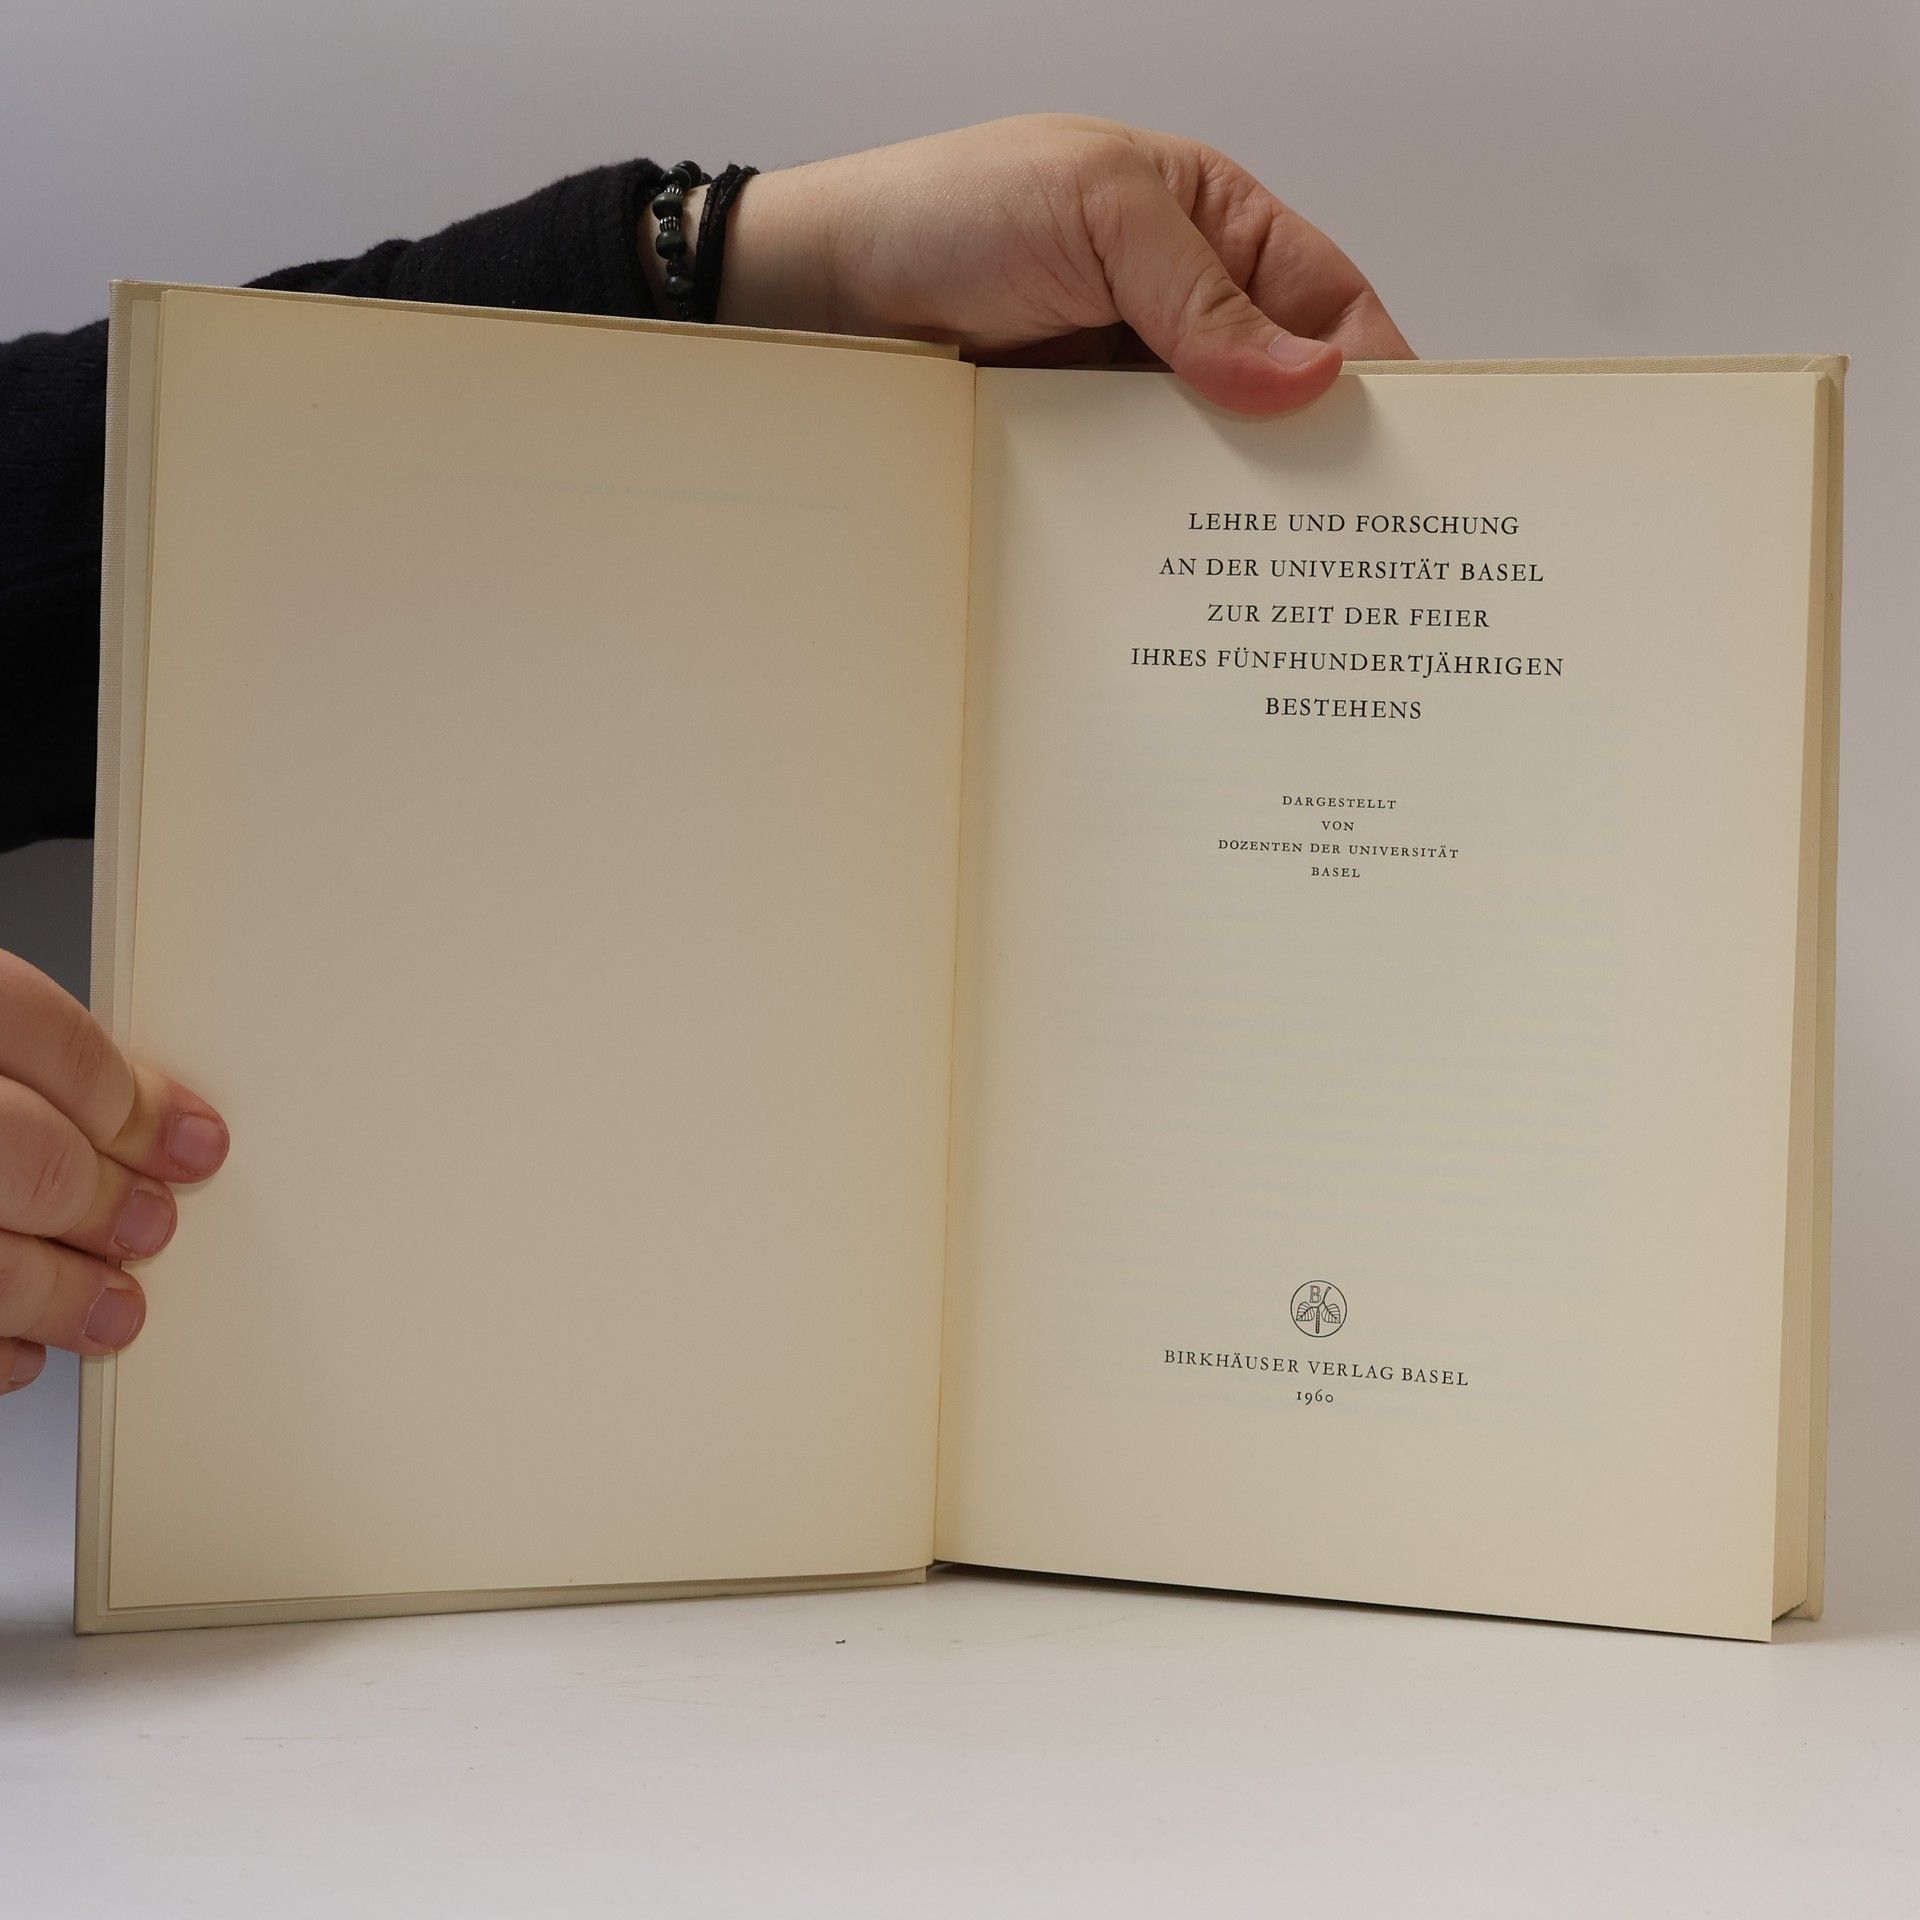 LEHRE UND FORSCHUNG
AN DER UNIVERSITÄT BASEL
ZUR ZEIT DER FEIER
IHRES FÜNFHUNDERTJÄHRIGEN
BESTEHENS
DARGESTELLT
VON
DOZENTEN DER UNIVERSITÄT
BASEL
B
BIRKHÄUSER VERLAG BASEL
1960